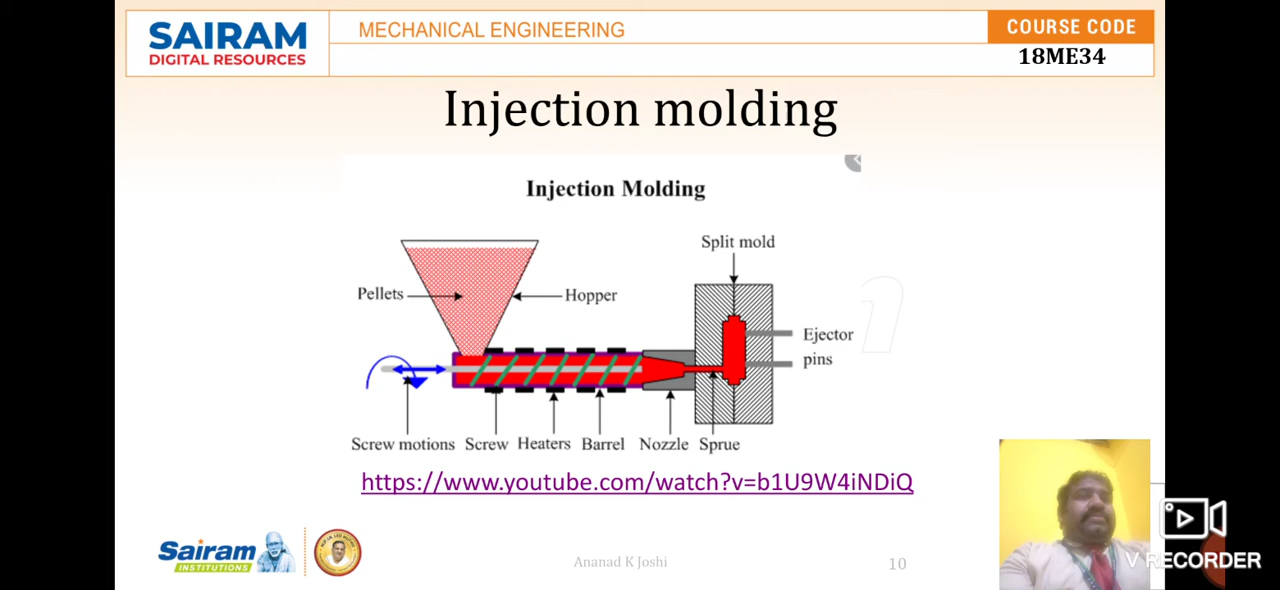 SAIRAM
DIGITAL RESOURCES
MECHANICAL ENGINEERING
COURSE CODE
18ME34
Injection molding
Injection Molding
Split mold
Pellets
Hopper
Ejector
pins
Screw motions
Screw
Heaters
Barrel
Nozzle
Sprue
https://www.youtube.com/watch?v=b1U9W4iNDiQ
Sairam
INSTITUTIONS
Ananad K Joshi
10
V RECORDER